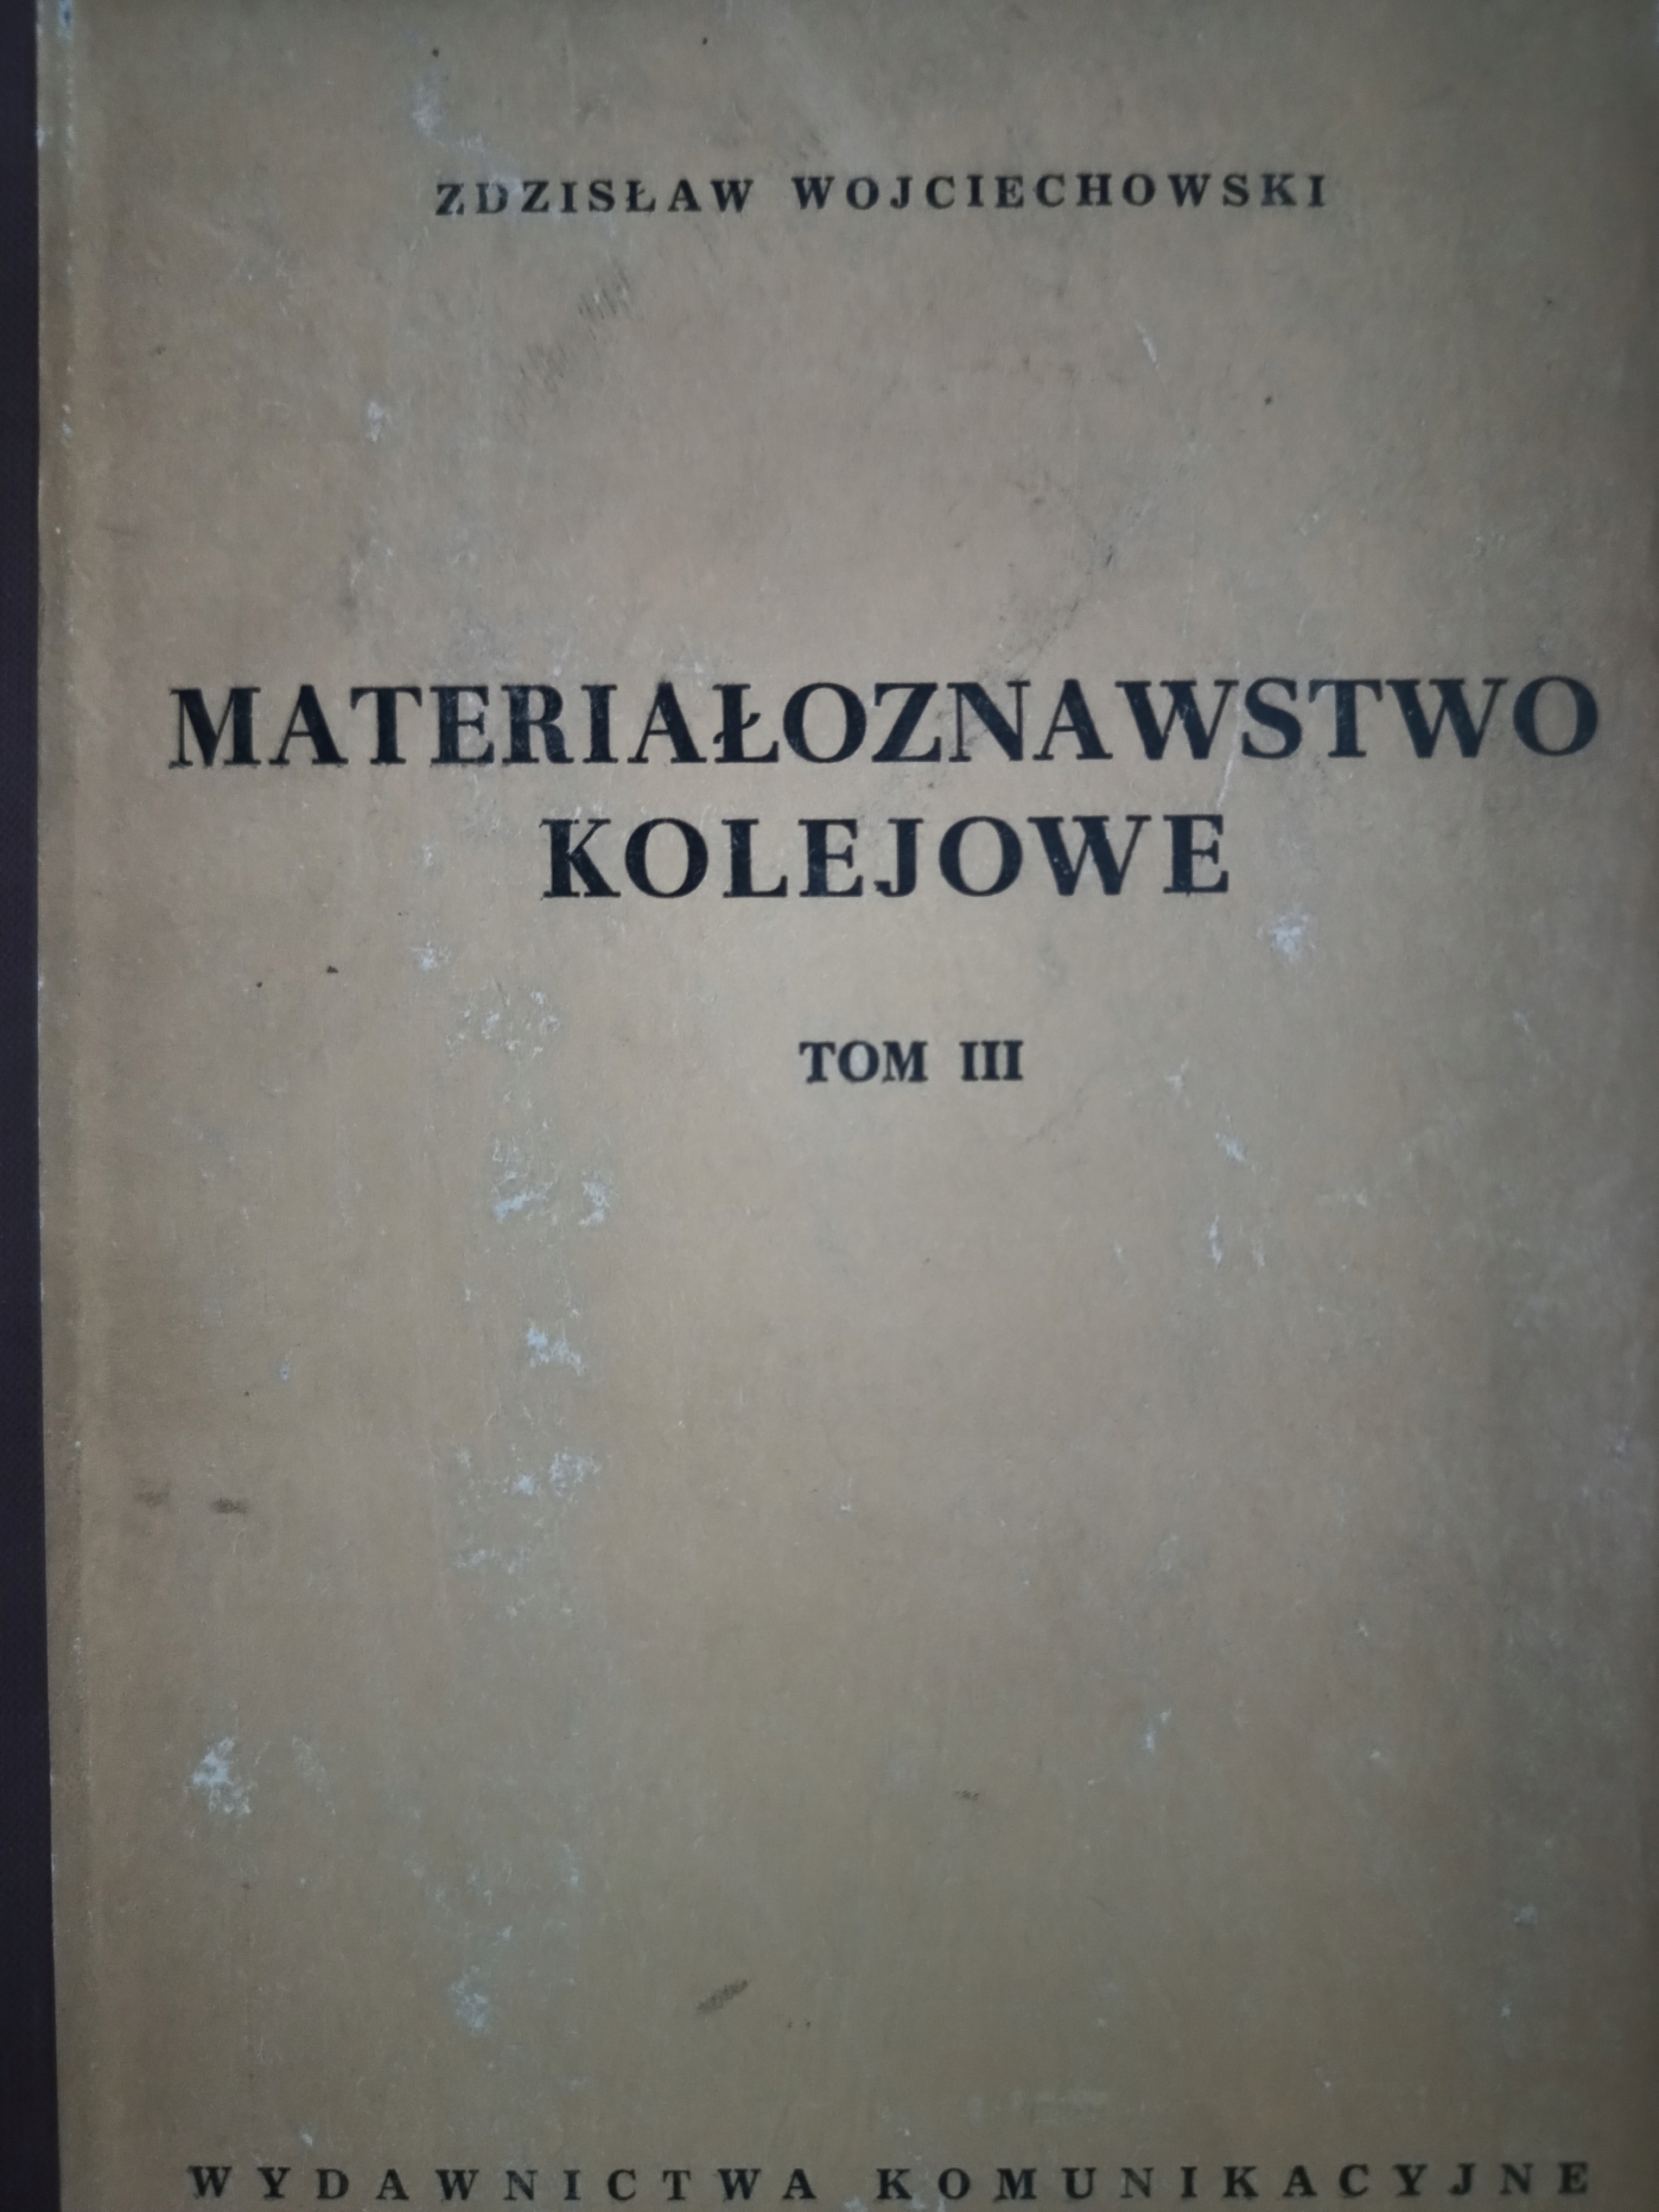 ZDZISŁAW WOJCIECHOWSKI
MATERIAŁOZNAWSTWO
KOLEJOWE
TOM III
WYDAWNICTWA KOMUNIKACYJNE